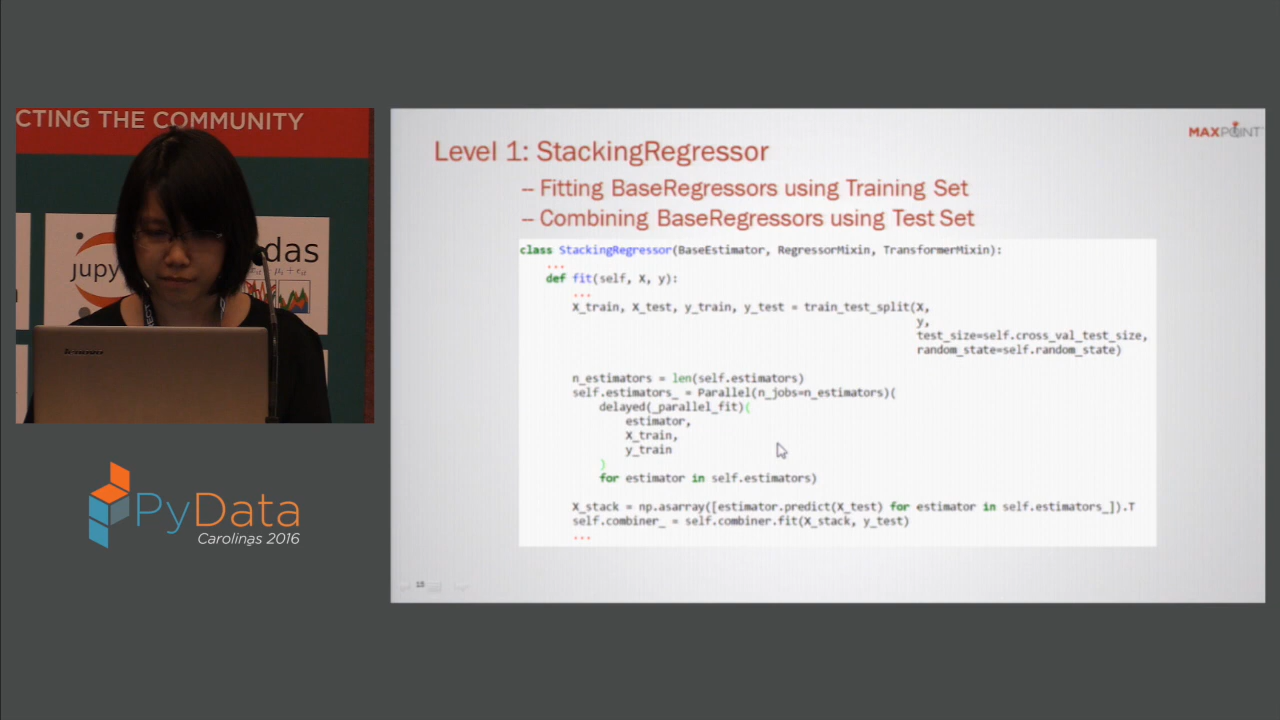 CTING THE COMMUNITY
jupy
das
Lenovo
PyData
Carolinas 2016
MAXPOINT
Level 1: StackingRegressor
-- Fitting BaseRegressors using Training Set
-- Combining BaseRegressors using Test Set
class StackingRegressor(BaseEstimator, RegressorMixin, TransformerMixin):
...
def fit(self, X, y):
...
X_train, X_test, y_train, y_test = train_test_split(X,
y,
test_size=self.cross_val_test_size,
random_state=self.random_state)
n_estimators = len(self.estimators)
self.estimators_ = Parallel(n_jobs=n_estimators)(
delayed(_parallel_fit)(
estimator,
X_train,
y_train
)
for estimator in self.estimators)
X_stack = np.asarray([estimator.predict(X_test) for estimator in self.estimators_]).T
self.combiner_ = self.combiner.fit(X_stack, y_test)
...
15